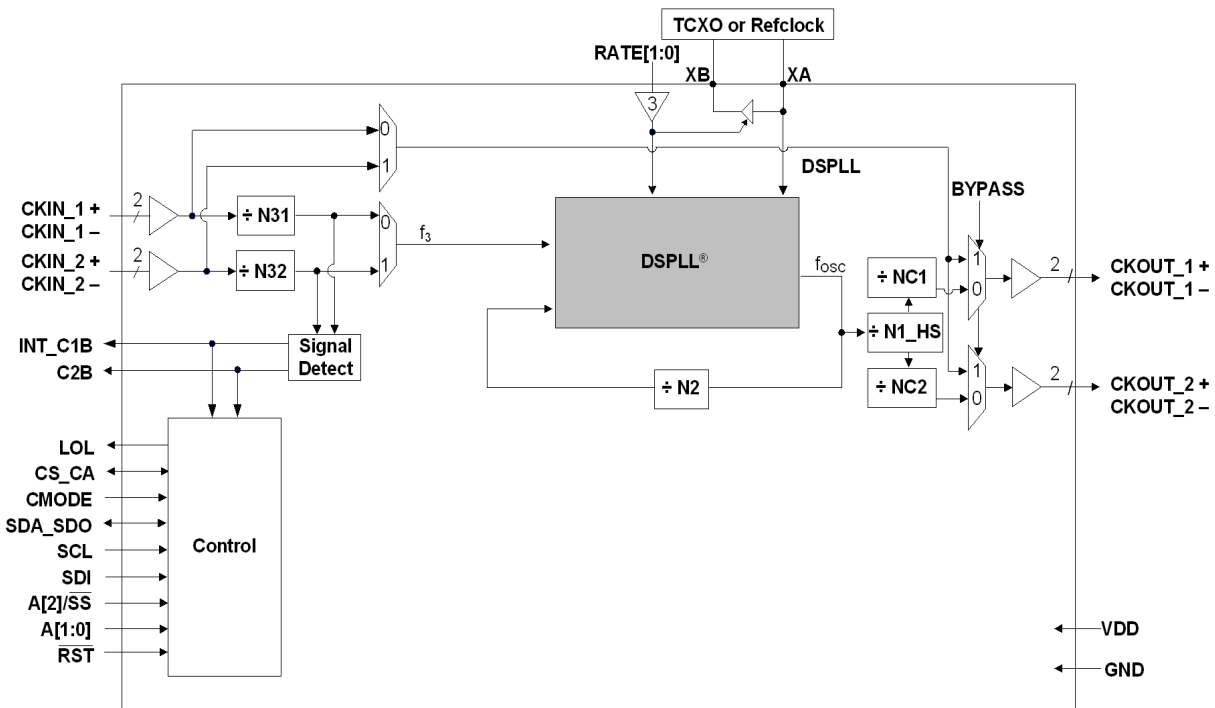 TCXO or Refclock
RATE[1:0]
XB
XA
3
0
1
DSPLL
BYPASS
CKIN_1 +
CKIN_1 –
2
÷ N31
0
CKIN_2 +
CKIN_2 –
2
÷ N32
1
f3
DSPLL®
fOSC
÷ NC1
1
0
2
CKOUT_1 +
CKOUT_1 –
INT_C1B
C2B
Signal
Detect
÷ N1_HS
÷ N2
÷ NC2
1
0
2
CKOUT_2 +
CKOUT_2 –
LOL
CS_CA
CMODE
SDA_SDO
SCL
SDI
A[2]/SS
A[1:0]
RST
Control
VDD
GND